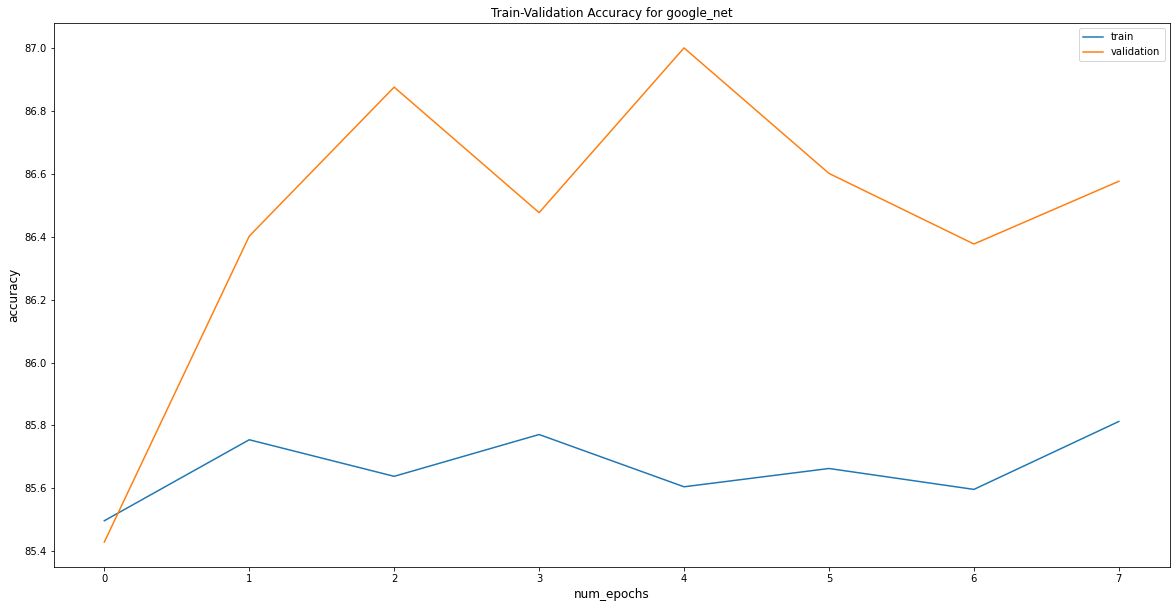 Train-Validation Accuracy for google_net
train
validation
87.0
86.8
86.6
86.4
86.2
86.0
85.8
85.6
85.4
accuracy
0 1 2 3 4 5 6 7
num_epochs